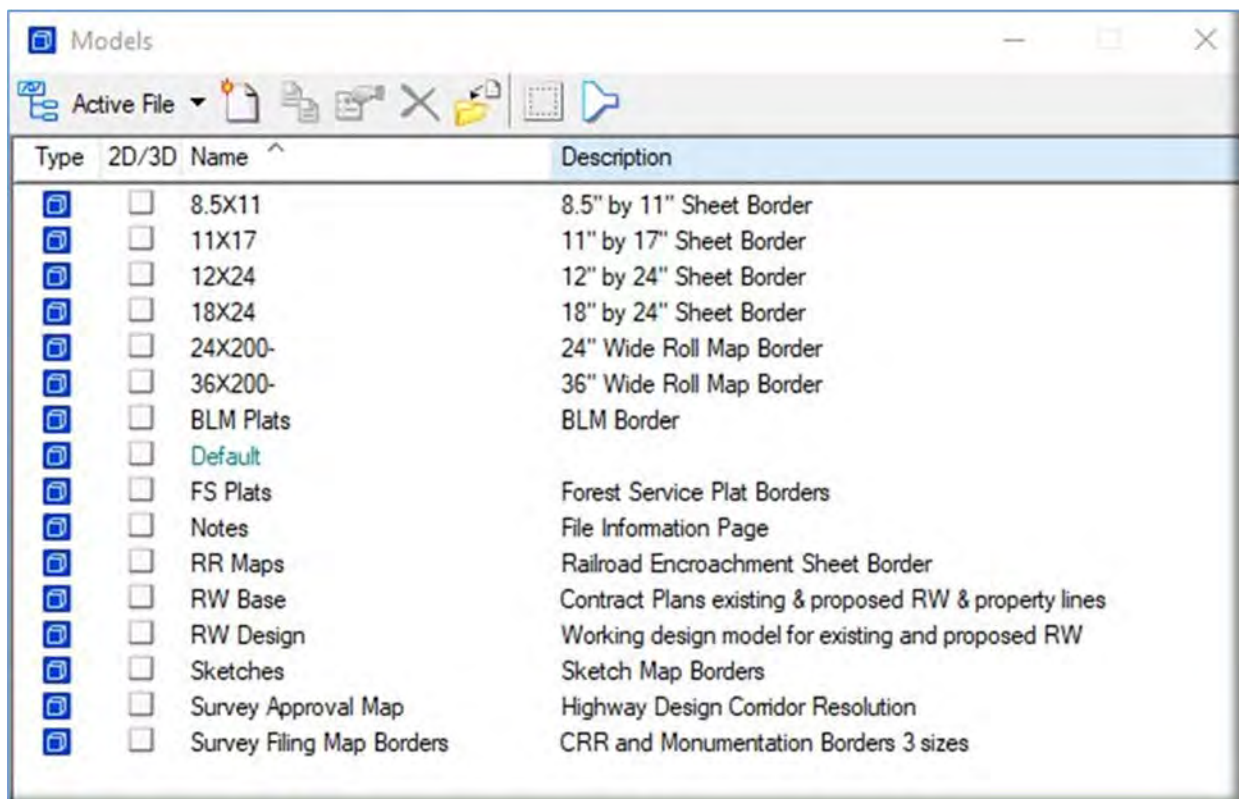 Models
Active File
Type 2D/3D Name Description
8.5X11 8.5" by 11" Sheet Border
11X17 11" by 17" Sheet Border
12X24 12" by 24" Sheet Border
18X24 18" by 24" Sheet Border
24X200- 24" Wide Roll Map Border
36X200- 36" Wide Roll Map Border
BLM Plats BLM Border
Default
FS Plats Forest Service Plat Borders
Notes File Information Page
RR Maps Railroad Encroachment Sheet Border
RW Base Contract Plans existing & proposed RW & property lines
RW Design Working design model for existing and proposed RW
Sketches Sketch Map Borders
Survey Approval Map Highway Design Corridor Resolution
Survey Filing Map Borders CRR and Monumentation Borders 3 sizes